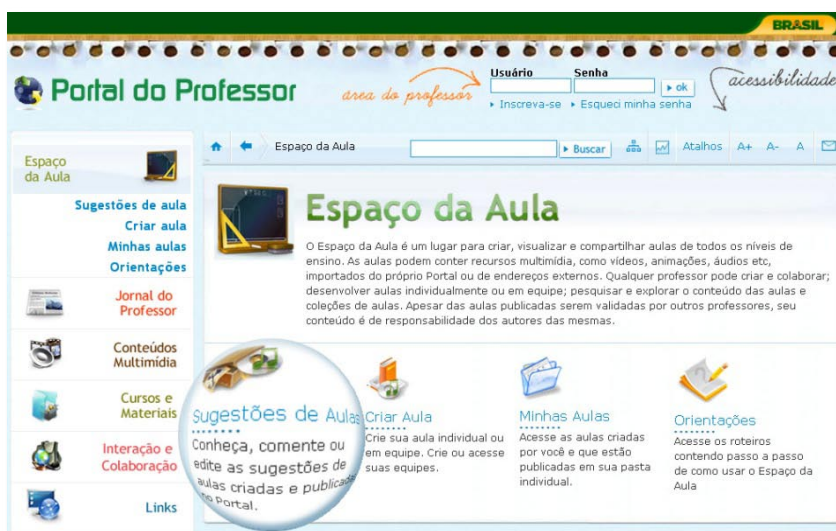 BRASIL
Portal do Professor
área do professor
Usuário
Senha
ok
Inscreva-se
Esqueci minha senha
acessibilidade
Espaço da Aula
Buscar
Atalhos
A+
A-
A
Espaço
da Aula
Sugestões de aula
Criar aula
Minhas aulas
Orientações
Jornal do
Professor
Conteúdos
Multimídia
Cursos e
Materiais
Interação e
Colaboração
Links
Espaço da Aula
O Espaço da Aula é um lugar para criar, visualizar e compartilhar aulas de todos os níveis de
ensino. As aulas podem conter recursos multimídia, como vídeos, animações, áudios etc,
importados do próprio Portal ou de endereços externos. Qualquer professor pode criar e colaborar;
desenvolver aulas individualmente ou em equipe; pesquisar e explorar o conteúdo das aulas e
coleções de aulas. Apesar das aulas publicadas serem validadas por outros professores, seu
conteúdo é de responsabilidade dos autores das mesmas.
Sugestões de Aulas
Conheça, comente ou
edite as sugestões de
aulas criadas e publicadas
no Portal.
Criar Aula
Crie sua aula individual ou
em equipe. Crie ou acesse
suas equipes.
Minhas Aulas
Acesse as aulas criadas
por você e que estão
publicadas em sua pasta
individual.
Orientações
Acesse os roteiros
contendo passo a passo
de como usar o Espaço da
Aula